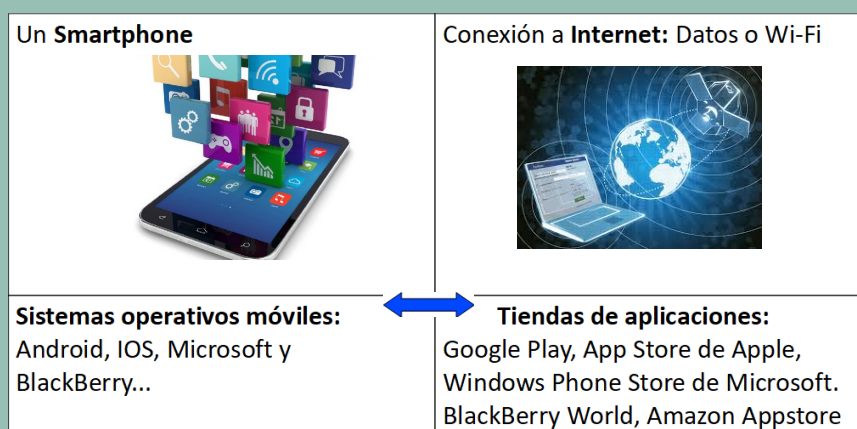 Un Smartphone
Conexión a Internet: Datos o Wi-Fi
Sistemas operativos móviles:
Android, IOS, Microsoft y
BlackBerry...
Tiendas de aplicaciones:
Google Play, App Store de Apple,
Windows Phone Store de Microsoft.
BlackBerry World, Amazon Appstore